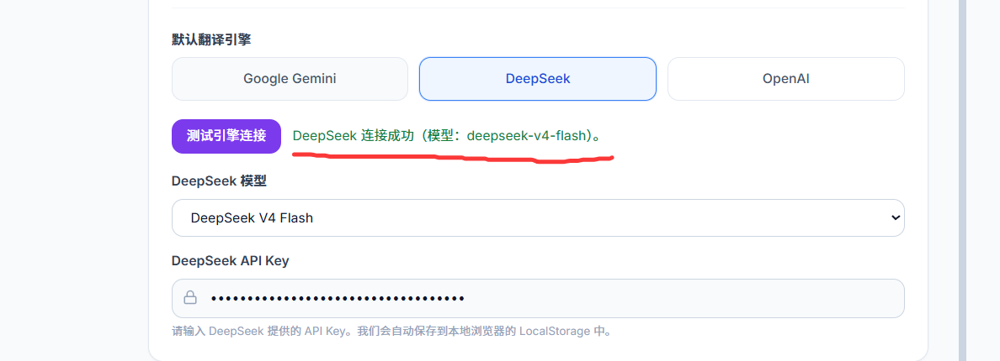 默认翻译引擎
Google Gemini
DeepSeek
OpenAI
测试引擎连接
DeepSeek 连接成功（模型：deepseek-v4-flash）。
DeepSeek 模型
DeepSeek V4 Flash
DeepSeek API Key
请输入 DeepSeek 提供的 API Key。我们会自动保存到本地浏览器的 LocalStorage 中。